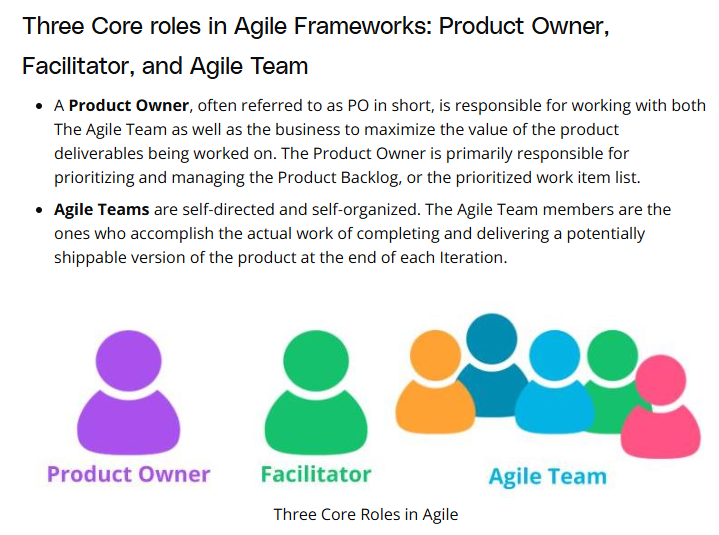 Three Core roles in Agile Frameworks: Product Owner,
Facilitator, and Agile Team
• A Product Owner, often referred to as PO in short, is responsible for working with both
The Agile Team as well as the business to maximize the value of the product
deliverables being worked on. The Product Owner is primarily responsible for
prioritizing and managing the Product Backlog, or the prioritized work item list.
• Agile Teams are self-directed and self-organized. The Agile Team members are the
ones who accomplish the actual work of completing and delivering a potentially
shippable version of the product at the end of each Iteration.
Product Owner
Facilitator
Agile Team
Three Core Roles in Agile